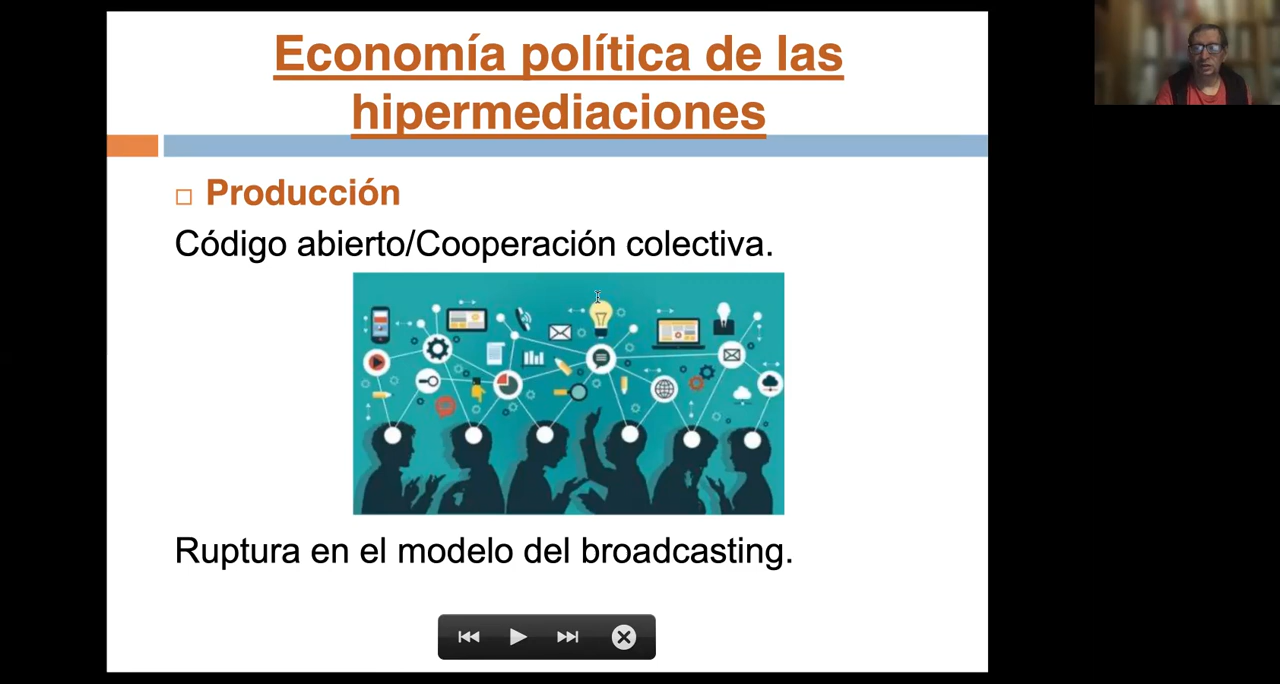 Economía política de las
hipermediaciones
Producción
Código abierto/Cooperación colectiva.
Ruptura en el modelo del broadcasting.